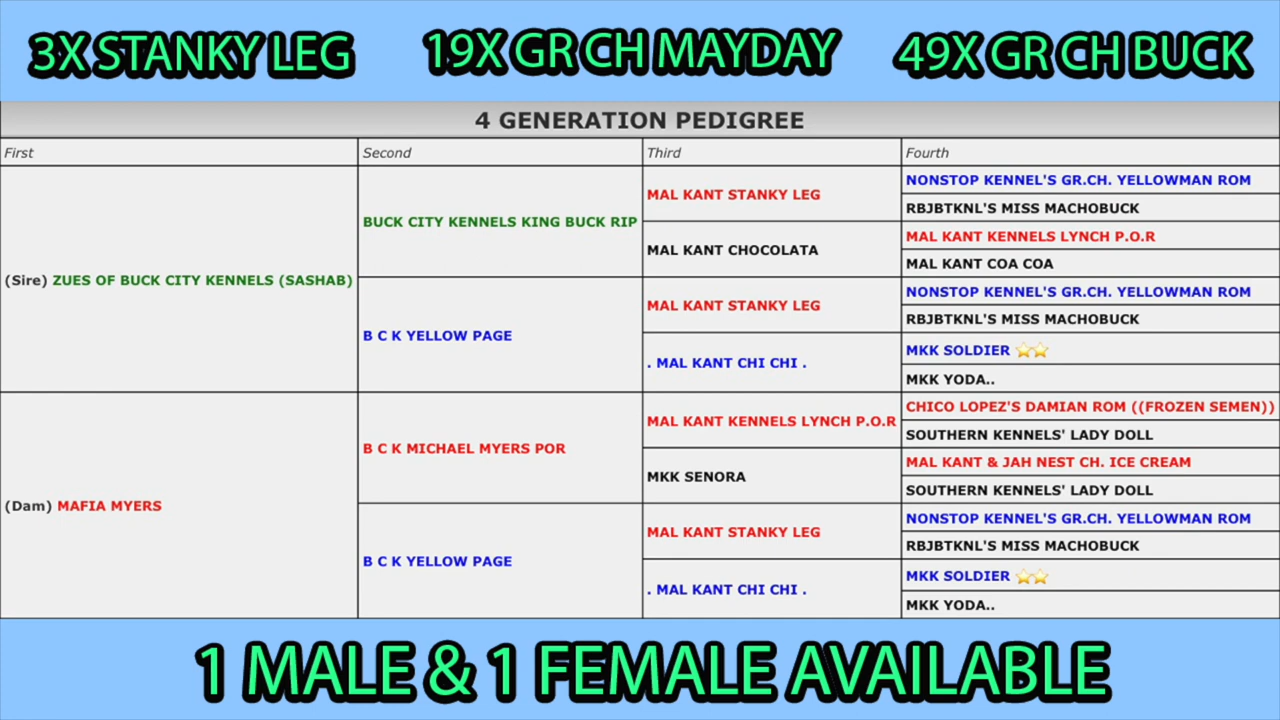 3X STANKY LEG 19X GR CH MAYDAY 49X GR CH BUCK
4 GENERATION PEDIGREE
First Second Third Fourth
(Sire) ZUES OF BUCK CITY KENNELS (SASHAB)
BUCK CITY KENNELS KING BUCK RIP
MAL KANT STANKY LEG
NONSTOP KENNEL'S GR.CH. YELLOWMAN ROM
RBJBTKNL'S MISS MACHOBUCK
MAL KANT CHOCOLATA
MAL KANT KENNELS LYNCH P.O.R
MAL KANT COA COA
B C K YELLOW PAGE
MAL KANT STANKY LEG
NONSTOP KENNEL'S GR.CH. YELLOWMAN ROM
RBJBTKNL'S MISS MACHOBUCK
. MAL KANT CHI CHI .
MKK SOLDIER ⭐⭐
MKK YODA..
(Dam) MAFIA MYERS
B C K MICHAEL MYERS POR
MAL KANT KENNELS LYNCH P.O.R
CHICO LOPEZ'S DAMIAN ROM ((FROZEN SEMEN))
SOUTHERN KENNELS' LADY DOLL
MKK SENORA
MAL KANT & JAH NEST CH. ICE CREAM
SOUTHERN KENNELS' LADY DOLL
B C K YELLOW PAGE
MAL KANT STANKY LEG
NONSTOP KENNEL'S GR.CH. YELLOWMAN ROM
RBJBTKNL'S MISS MACHOBUCK
. MAL KANT CHI CHI .
MKK SOLDIER ⭐⭐
MKK YODA..
1 MALE & 1 FEMALE AVAILABLE